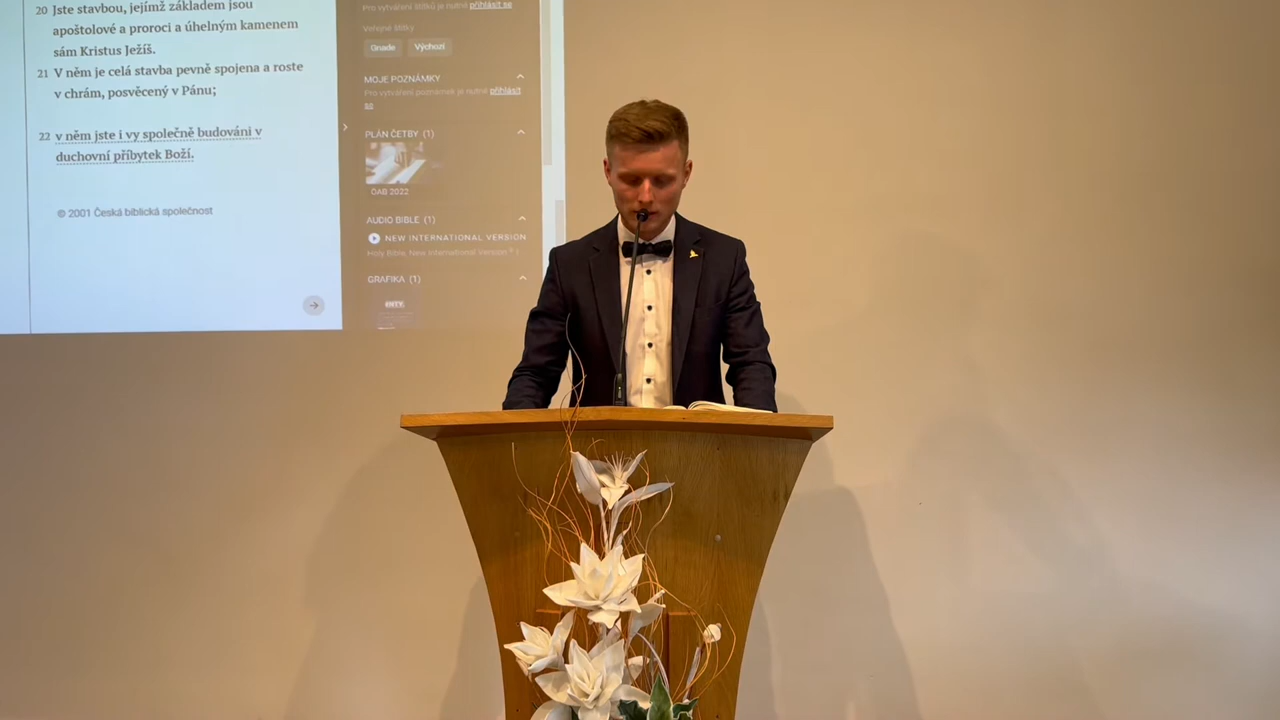 20 Jste stavbou, jejímž základem jsou
apoštolové a proroci a úhelným kamenem
sám Kristus Ježíš.
21 V něm je celá stavba pevně spojena a roste
v chrám, posvěcený v Pánu;
22 v něm jste i vy společně budováni v
duchovní příbytek Boží.
© 2001 Česká biblická společnost
Pro vytváření štítků je nutné přihlásit se
Veřejné štítky
Gnade Výchozí
MOJE POZNÁMKY
Pro vytváření poznámek je nutné přihlásit
se
PLÁN ČETBY (1)
ČAB 2022
AUDIO BIBLE (1)
NEW INTERNATIONAL VERSION
Holy Bible, New International Version
GRAFIKA (1)